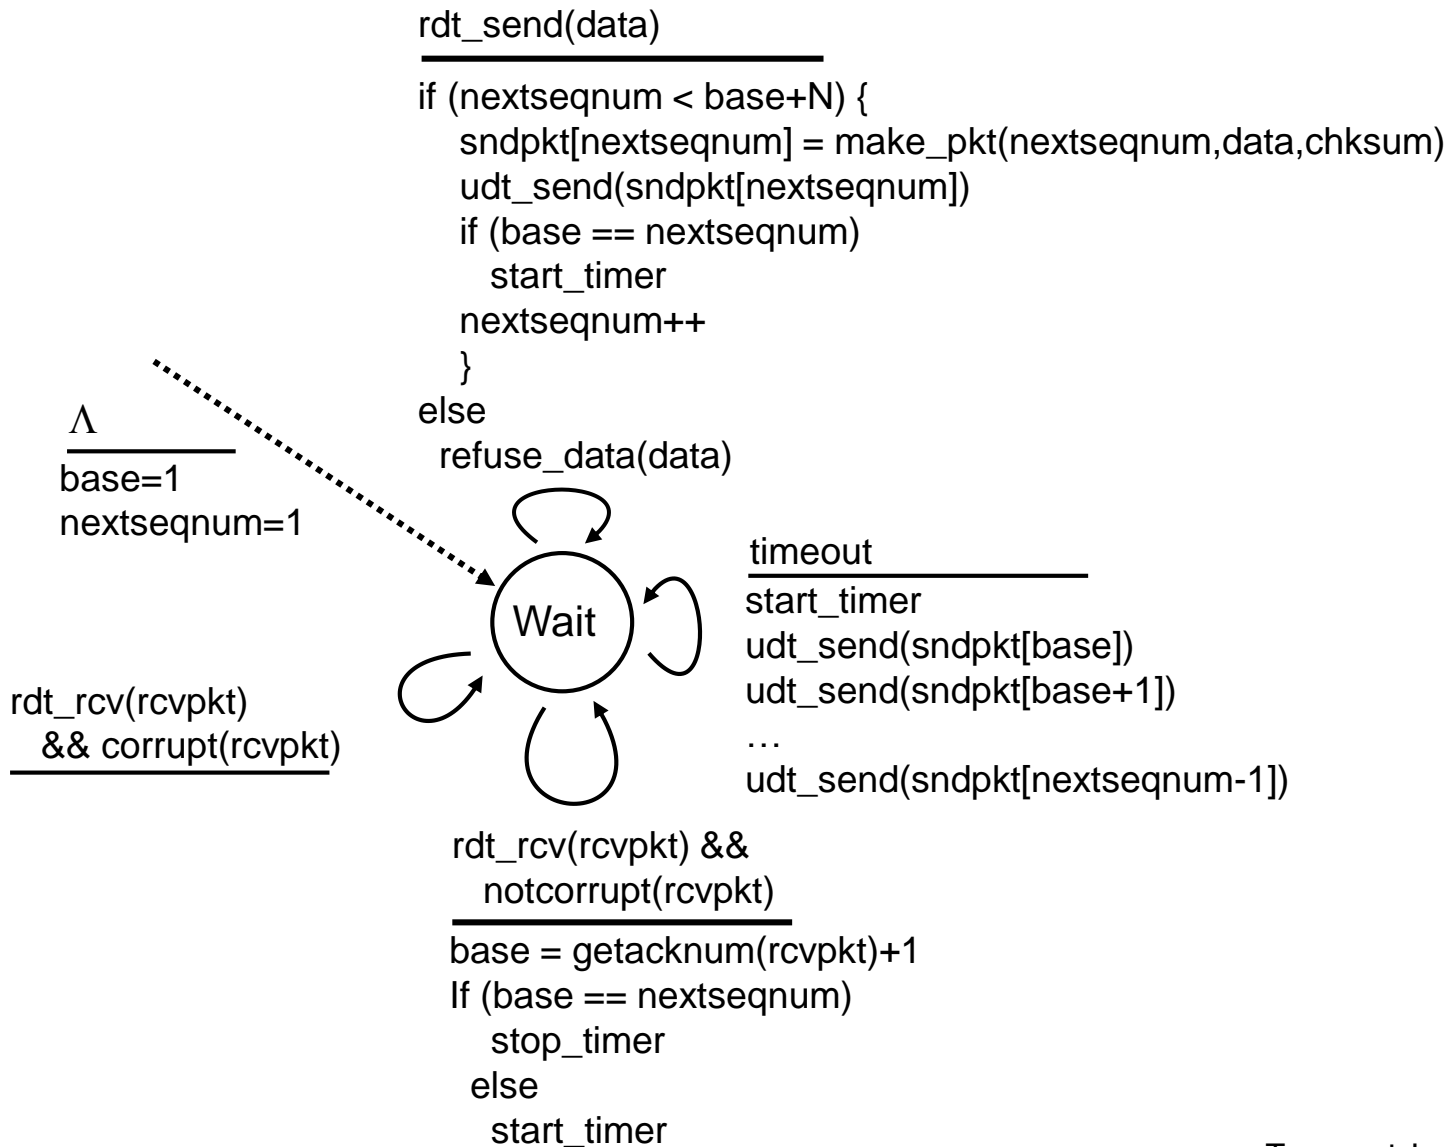 rdt_send(data)
if (nextseqnum < base+N) {
sndpkt[nextseqnum] = make_pkt(nextseqnum,data,chksum)
udt_send(sndpkt[nextseqnum])
if (base == nextseqnum)
start_timer
nextseqnum++
}
else
refuse_data(data)
Λ
base=1
nextseqnum=1
Wait
timeout
start_timer
udt_send(sndpkt[base])
udt_send(sndpkt[base+1])
…
udt_send(sndpkt[nextseqnum-1])
rdt_rcv(rcvpkt)
&& corrupt(rcvpkt)
rdt_rcv(rcvpkt) &&
notcorrupt(rcvpkt)
base = getacknum(rcvpkt)+1
If (base == nextseqnum)
stop_timer
else
start_timer